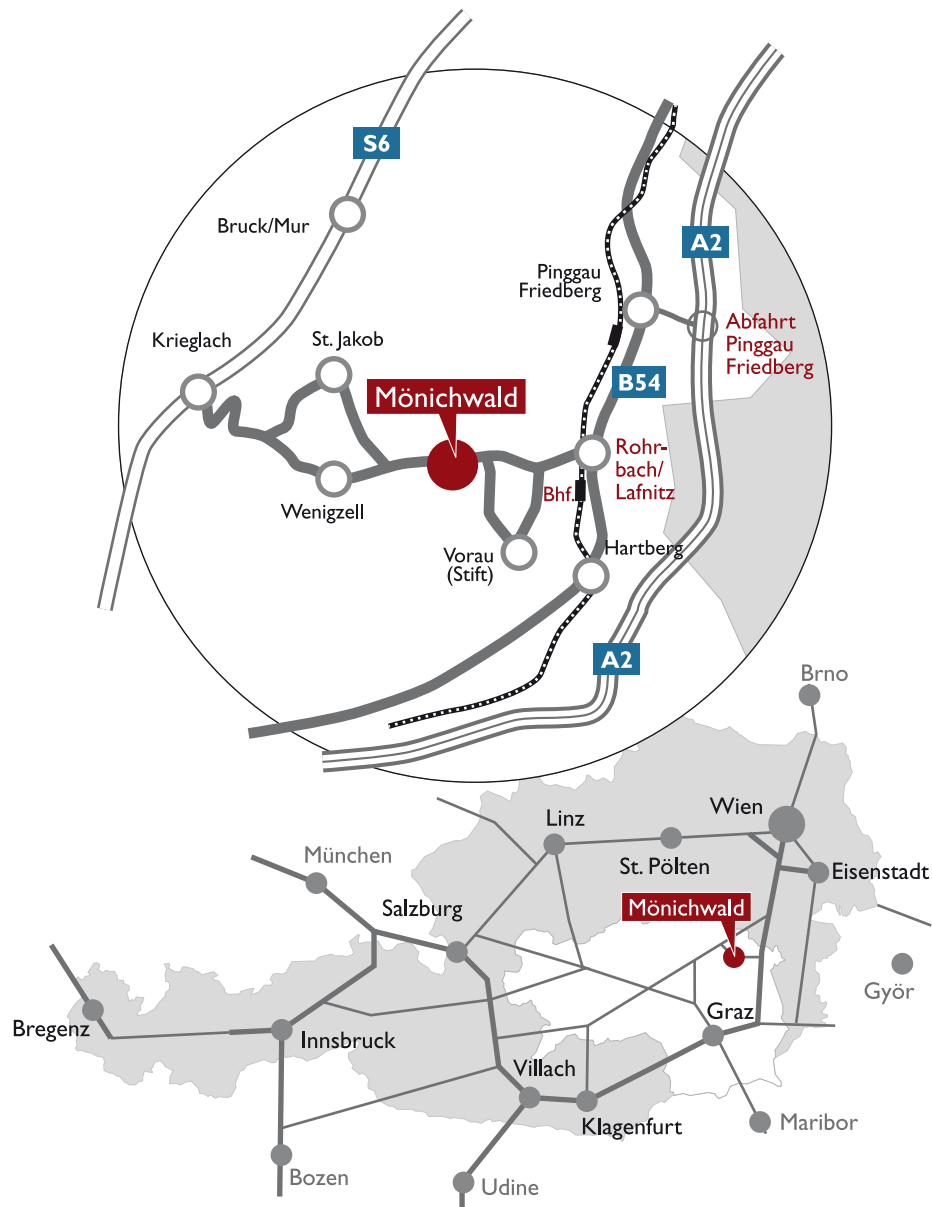 S6
Bruck/Mur
A2
Pinggau
Friedberg
Abfahrt
Pinggau
Friedberg
Krieglach
St. Jakob
B54
Mönichwald
Rohr-
bach/
Lafnitz
Bhf.
Wenigzell
Vorau
(Stift)
Hartberg
A2
Brno
Wien
Linz
St. Pölten
München
Eisenstadt
Salzburg
Mönichwald
Györ
Bregenz
Innsbruck
Graz
Villach
Klagenfurt
Maribor
Bozen
Udine